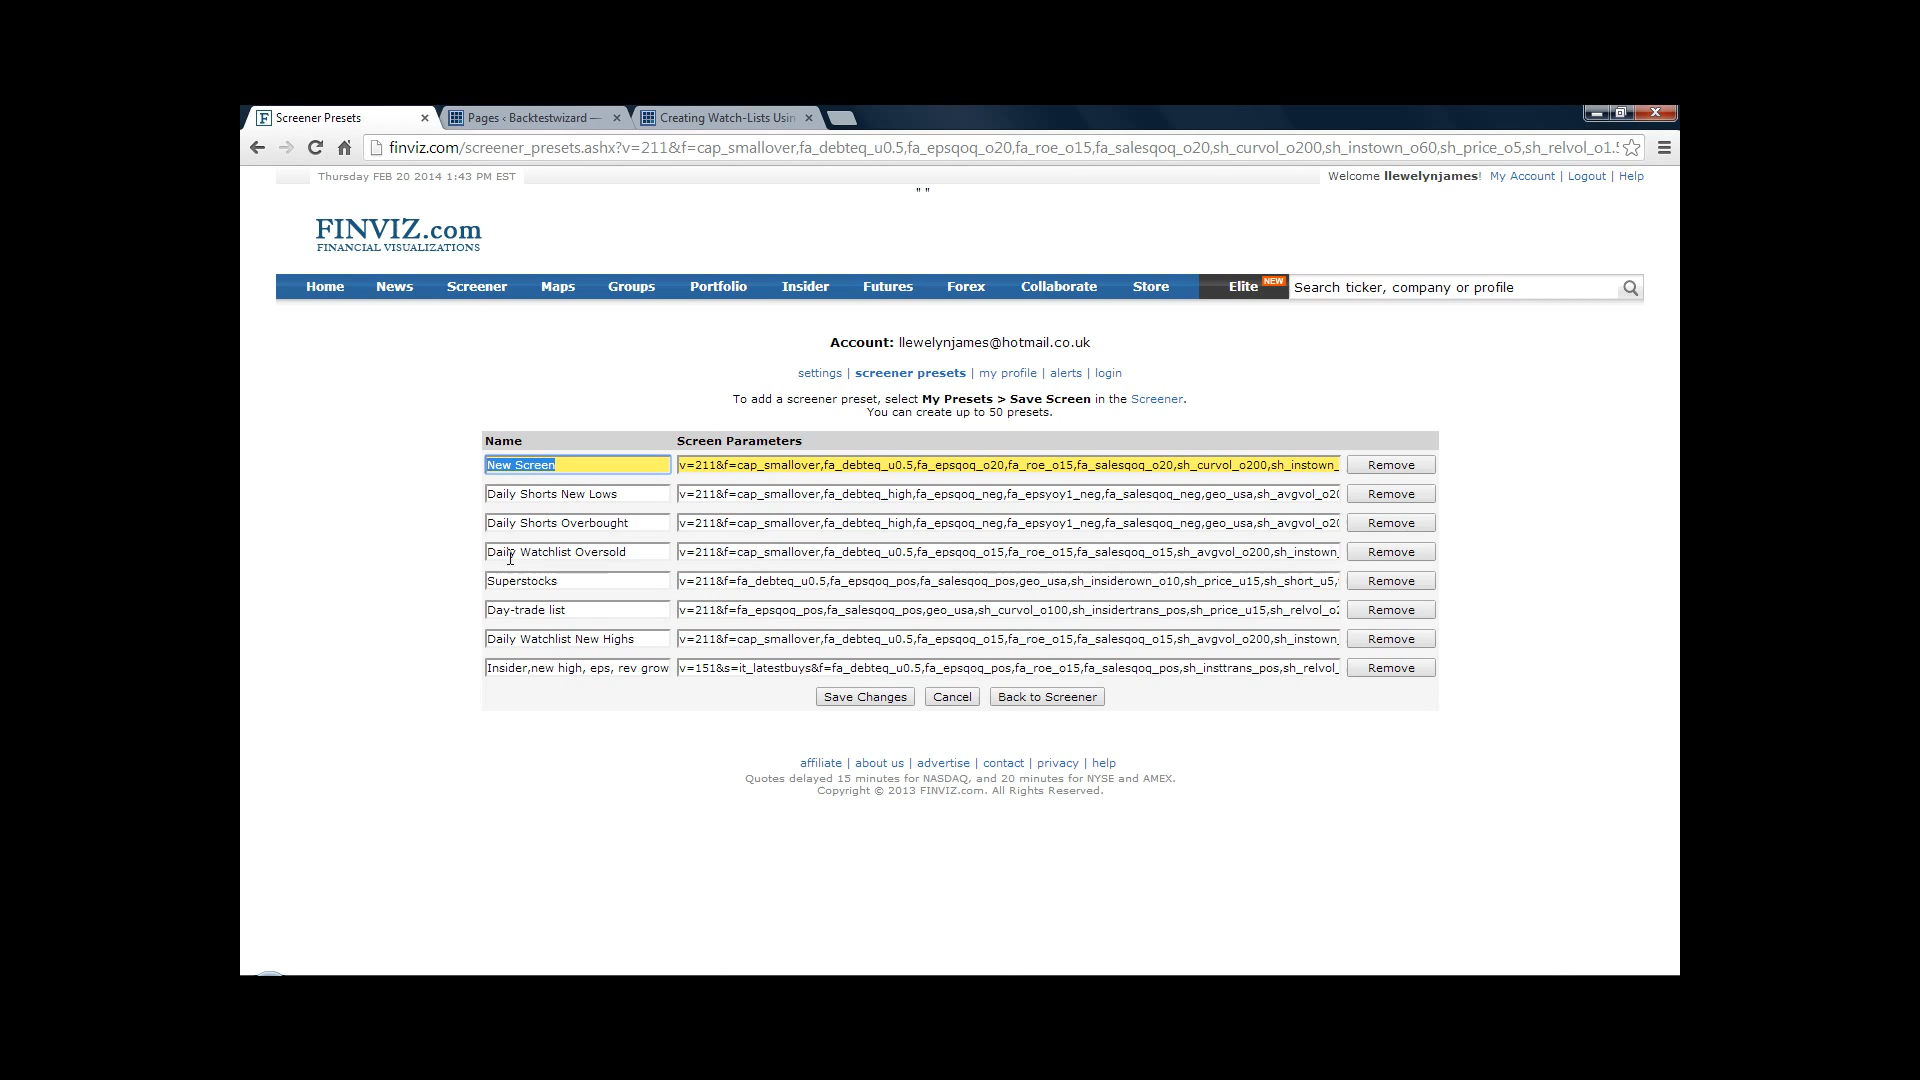 Screener Presets
Pages ‹ Backtestwizard —
Creating Watch-Lists Usin
finviz.com/screener_presets.ashx?v=211&f=cap_smallover,fa_debteq_u0.5,fa_epsqoq_o20,fa_roe_o15,fa_salesqoq_o20,sh_curvol_o200,sh_instown_o60,sh_price_o5,sh_relvol_o1.5
Thursday FEB 20 2014 1:43 PM EST
Welcome llewelynjames! My Account | Logout | Help
" "
FINVIZ.com
FINANCIAL VISUALIZATIONS
Home News Screener Maps Groups Portfolio Insider Futures Forex Collaborate Store Elite NEW Search ticker, company or profile
Account: llewelynjames@hotmail.co.uk
settings | screener presets | my profile | alerts | login
To add a screener preset, select My Presets > Save Screen in the Screener.
You can create up to 50 presets.
Name Screen Parameters
New Screen v=211&f=cap_smallover,fa_debteq_u0.5,fa_epsqoq_o20,fa_roe_o15,fa_salesqoq_o20,sh_curvol_o200,sh_instown_ Remove
Daily Shorts New Lows v=211&f=cap_smallover,fa_debteq_high,fa_epsqoq_neg,fa_epsyoy1_neg,fa_salesqoq_neg,geo_usa,sh_avgvol_o20 Remove
Daily Shorts Overbought v=211&f=cap_smallover,fa_debteq_high,fa_epsqoq_neg,fa_epsyoy1_neg,fa_salesqoq_neg,geo_usa,sh_avgvol_o20 Remove
Daily Watchlist Oversold v=211&f=cap_smallover,fa_debteq_u0.5,fa_epsqoq_o15,fa_roe_o15,fa_salesqoq_o15,sh_avgvol_o200,sh_instown_ Remove
Superstocks v=211&f=fa_debteq_u0.5,fa_epsqoq_pos,fa_salesqoq_pos,geo_usa,sh_insiderown_o10,sh_price_u15,sh_short_u5, Remove
Day-trade list v=211&f=fa_epsqoq_pos,fa_salesqoq_pos,geo_usa,sh_curvol_o100,sh_insidertrans_pos,sh_price_u15,sh_relvol_o2 Remove
Daily Watchlist New Highs v=211&f=cap_smallover,fa_debteq_u0.5,fa_epsqoq_o15,fa_roe_o15,fa_salesqoq_o15,sh_avgvol_o200,sh_instown_ Remove
Insider,new high, eps, rev grow v=151&s=it_latestbuys&f=fa_debteq_u0.5,fa_epsqoq_pos,fa_roe_o15,fa_salesqoq_pos,sh_insttrans_pos,sh_relvol_ Remove
Save Changes Cancel Back to Screener
affiliate | about us | advertise | contact | privacy | help
Quotes delayed 15 minutes for NASDAQ, and 20 minutes for NYSE and AMEX.
Copyright © 2013 FINVIZ.com. All Rights Reserved.